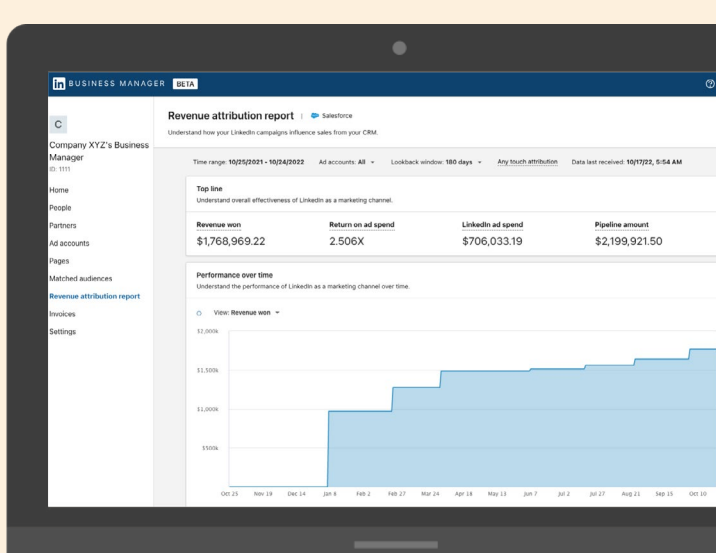 in BUSINESS MANAGER BETA
C
Company XYZ's Business
Manager
ID: 1111
Home
People
Partners
Ad accounts
Pages
Matched audiences
Revenue attribution report
Invoices
Settings
Revenue attribution report | Salesforce
Understand how your LinkedIn campaigns influence sales from your CRM.
Time range: 10/25/2021 - 10/24/2022 Ad accounts: All Lookback window: 180 days Any touch attribution Data last received: 10/17/22, 5:54 AM
Top line
Understand overall effectiveness of LinkedIn as a marketing channel.
Revenue won Return on ad spend LinkedIn ad spend Pipeline amount
$1,768,969.22 2.506X $706,033.19 $2,199,921.50
Performance over time
Understand the performance of LinkedIn as a marketing channel over time.
View: Revenue won
$2,000k
$1,500k
$1,000k
$500k
Oct 25 Nov 19 Dec 14 Jan 8 Feb 2 Feb 27 Mar 24 Apr 18 May 13 Jun 7 Jul 2 Jul 27 Aug 21 Sep 15 Oct 10